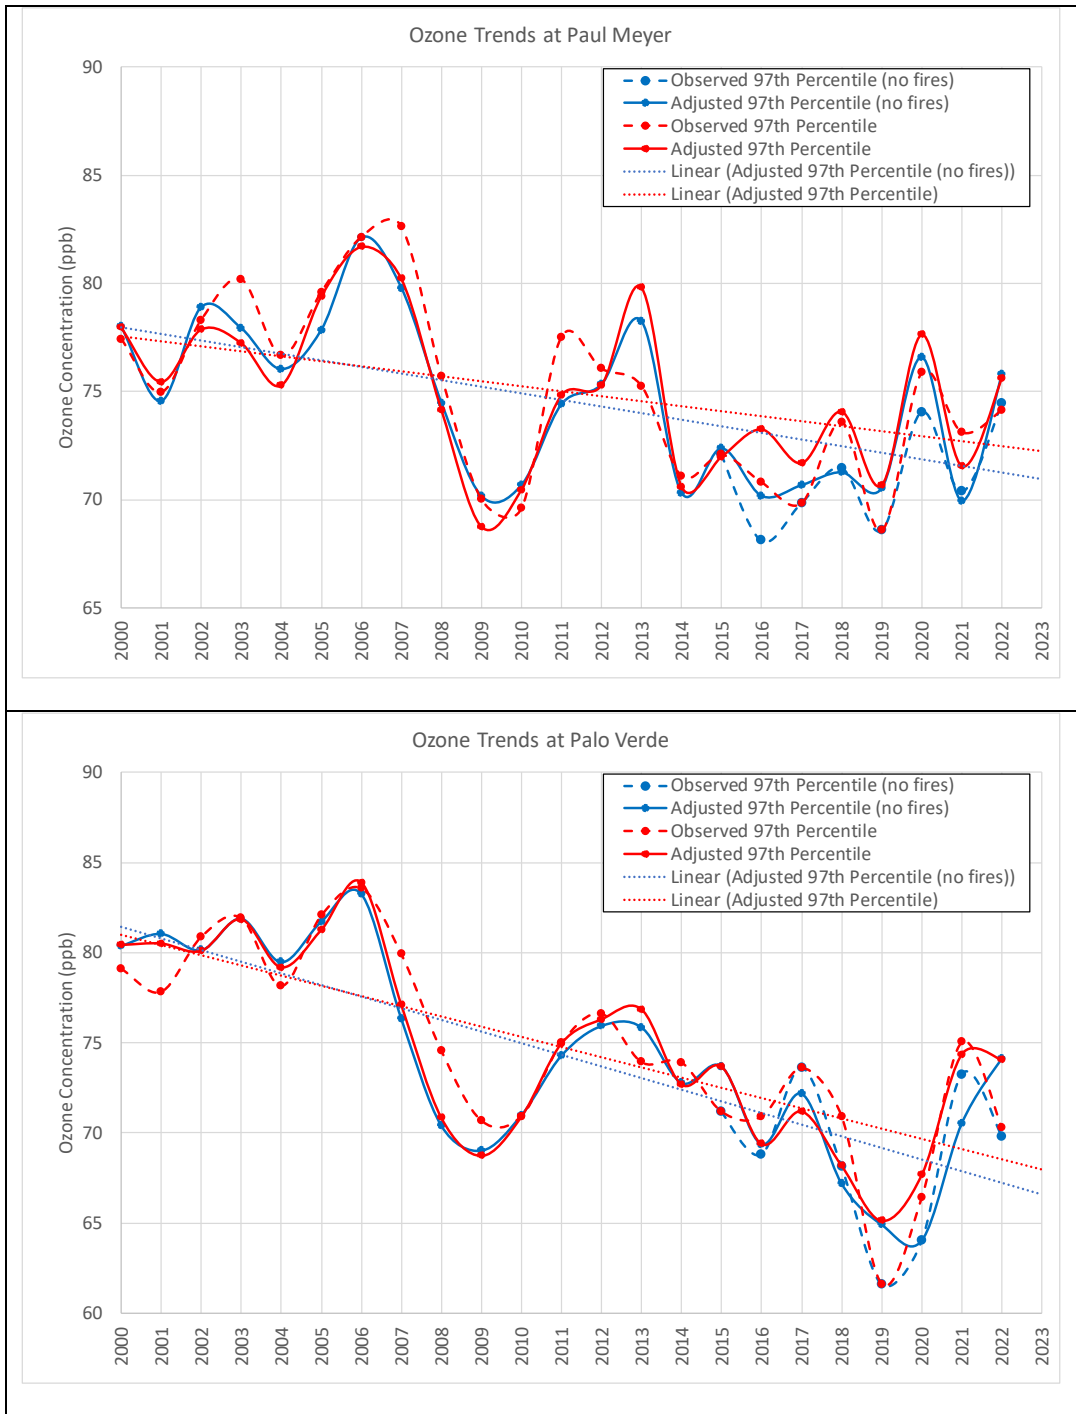 Ozone Trends at Paul Meyer
90
85
80
75
70
65
Ozone Concentration (ppb)
Observed 97th Percentile (no fires)
Adjusted 97th Percentile (no fires)
Observed 97th Percentile
Adjusted 97th Percentile
Linear (Adjusted 97th Percentile (no fires))
Linear (Adjusted 97th Percentile)
2000 2001 2002 2003 2004 2005 2006 2007 2008 2009 2010 2011 2012 2013 2014 2015 2016 2017 2018 2019 2020 2021 2022 2023
Ozone Trends at Palo Verde
90
85
80
75
70
65
60
Ozone Concentration (ppb)
Observed 97th Percentile (no fires)
Adjusted 97th Percentile (no fires)
Observed 97th Percentile
Adjusted 97th Percentile
Linear (Adjusted 97th Percentile (no fires))
Linear (Adjusted 97th Percentile)
2000 2001 2002 2003 2004 2005 2006 2007 2008 2009 2010 2011 2012 2013 2014 2015 2016 2017 2018 2019 2020 2021 2022 2023